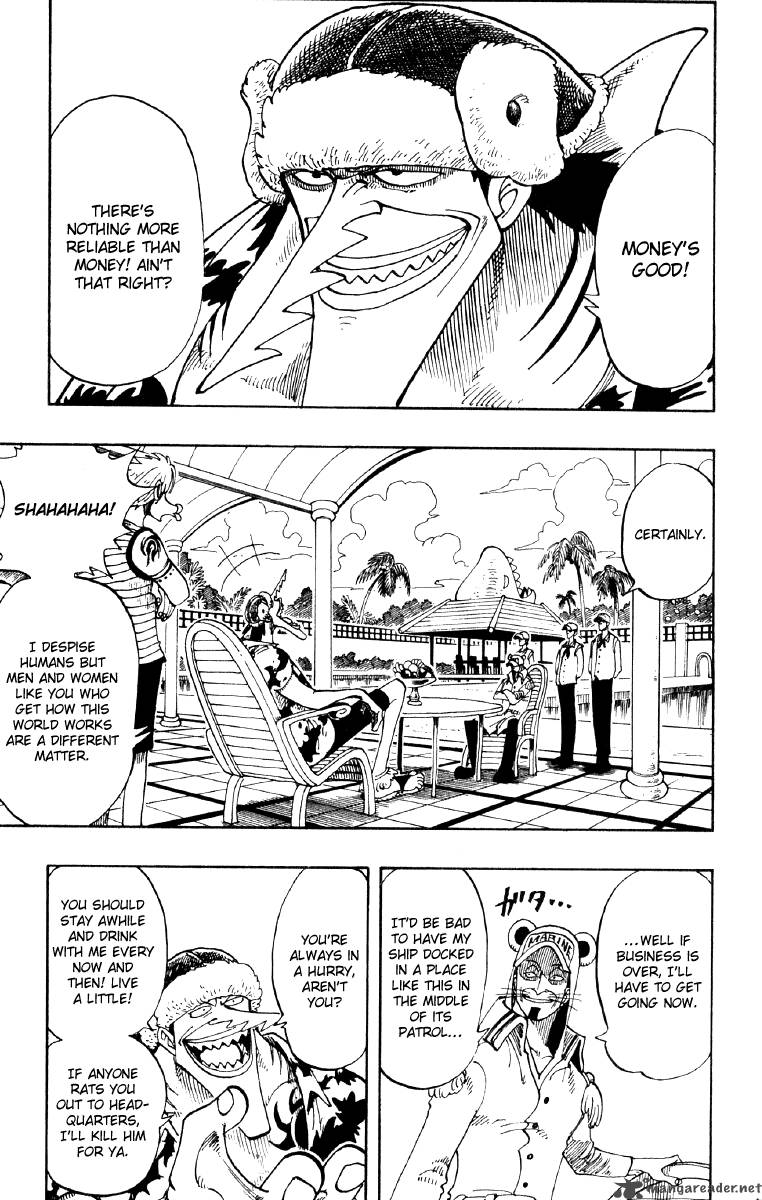 MONEY'S
GOOD!
THERE'S
NOTHING MORE
RELIABLE THAN
MONEY! AIN'T
THAT RIGHT?
CERTAINLY.
SHAHAHAHA!
I DESPISE
HUMANS BUT
MEN AND WOMEN
LIKE YOU WHO
GET HOW THIS
WORLD WORKS
ARE A DIFFERENT
MATTER.
...WELL IF
BUSINESS IS
OVER, I'LL
HAVE TO GET
GOING NOW.
ガタ...
MARINE
IT'D BE BAD
TO HAVE MY
SHIP DOCKED
IN A PLACE
LIKE THIS IN
THE MIDDLE
OF ITS
PATROL...
YOU'RE
ALWAYS IN
A HURRY,
AREN'T
YOU?
YOU SHOULD
STAY AWHILE
AND DRINK
WITH ME EVERY
NOW AND
THEN! LIVE
A LITTLE!
IF ANYONE
RATS YOU
OUT TO HEAD-
QUARTERS,
I'LL KILL HIM
FOR YA.
mangareader.net